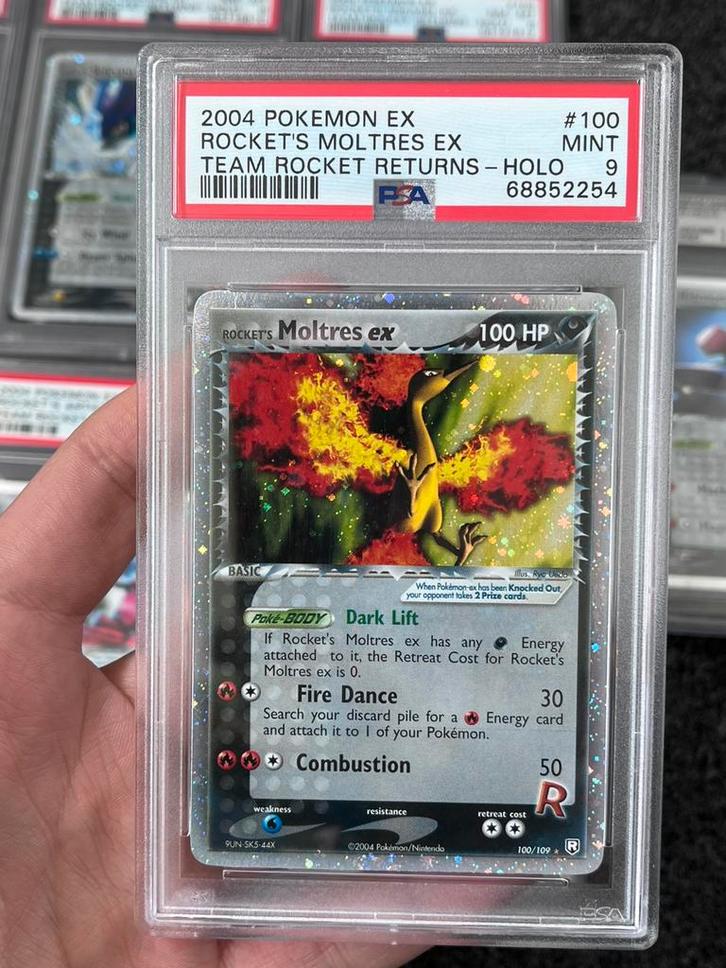 2004 POKEMON EX #100
ROCKET'S MOLTRES EX MINT
TEAM ROCKET RETURNS - HOLO 9
PSA 68852254
ROCKET'S Moltres ex 100 HP
BASIC
Illus. Ryo Ueda
When Pokémon-ex has been Knocked Out,
your opponent takes 2 Prize cards.
Poké-BODY Dark Lift
If Rocket's Moltres ex has any Energy
attached to it, the Retreat Cost for Rocket's
Moltres ex is 0.
Fire Dance 30
Search your discard pile for a Energy card
and attach it to 1 of your Pokémon.
Combustion 50
R
weakness resistance retreat cost
9UN-SK5-44X ©2004 Pokémon/Nintendo 100/109 ★ R
PSA